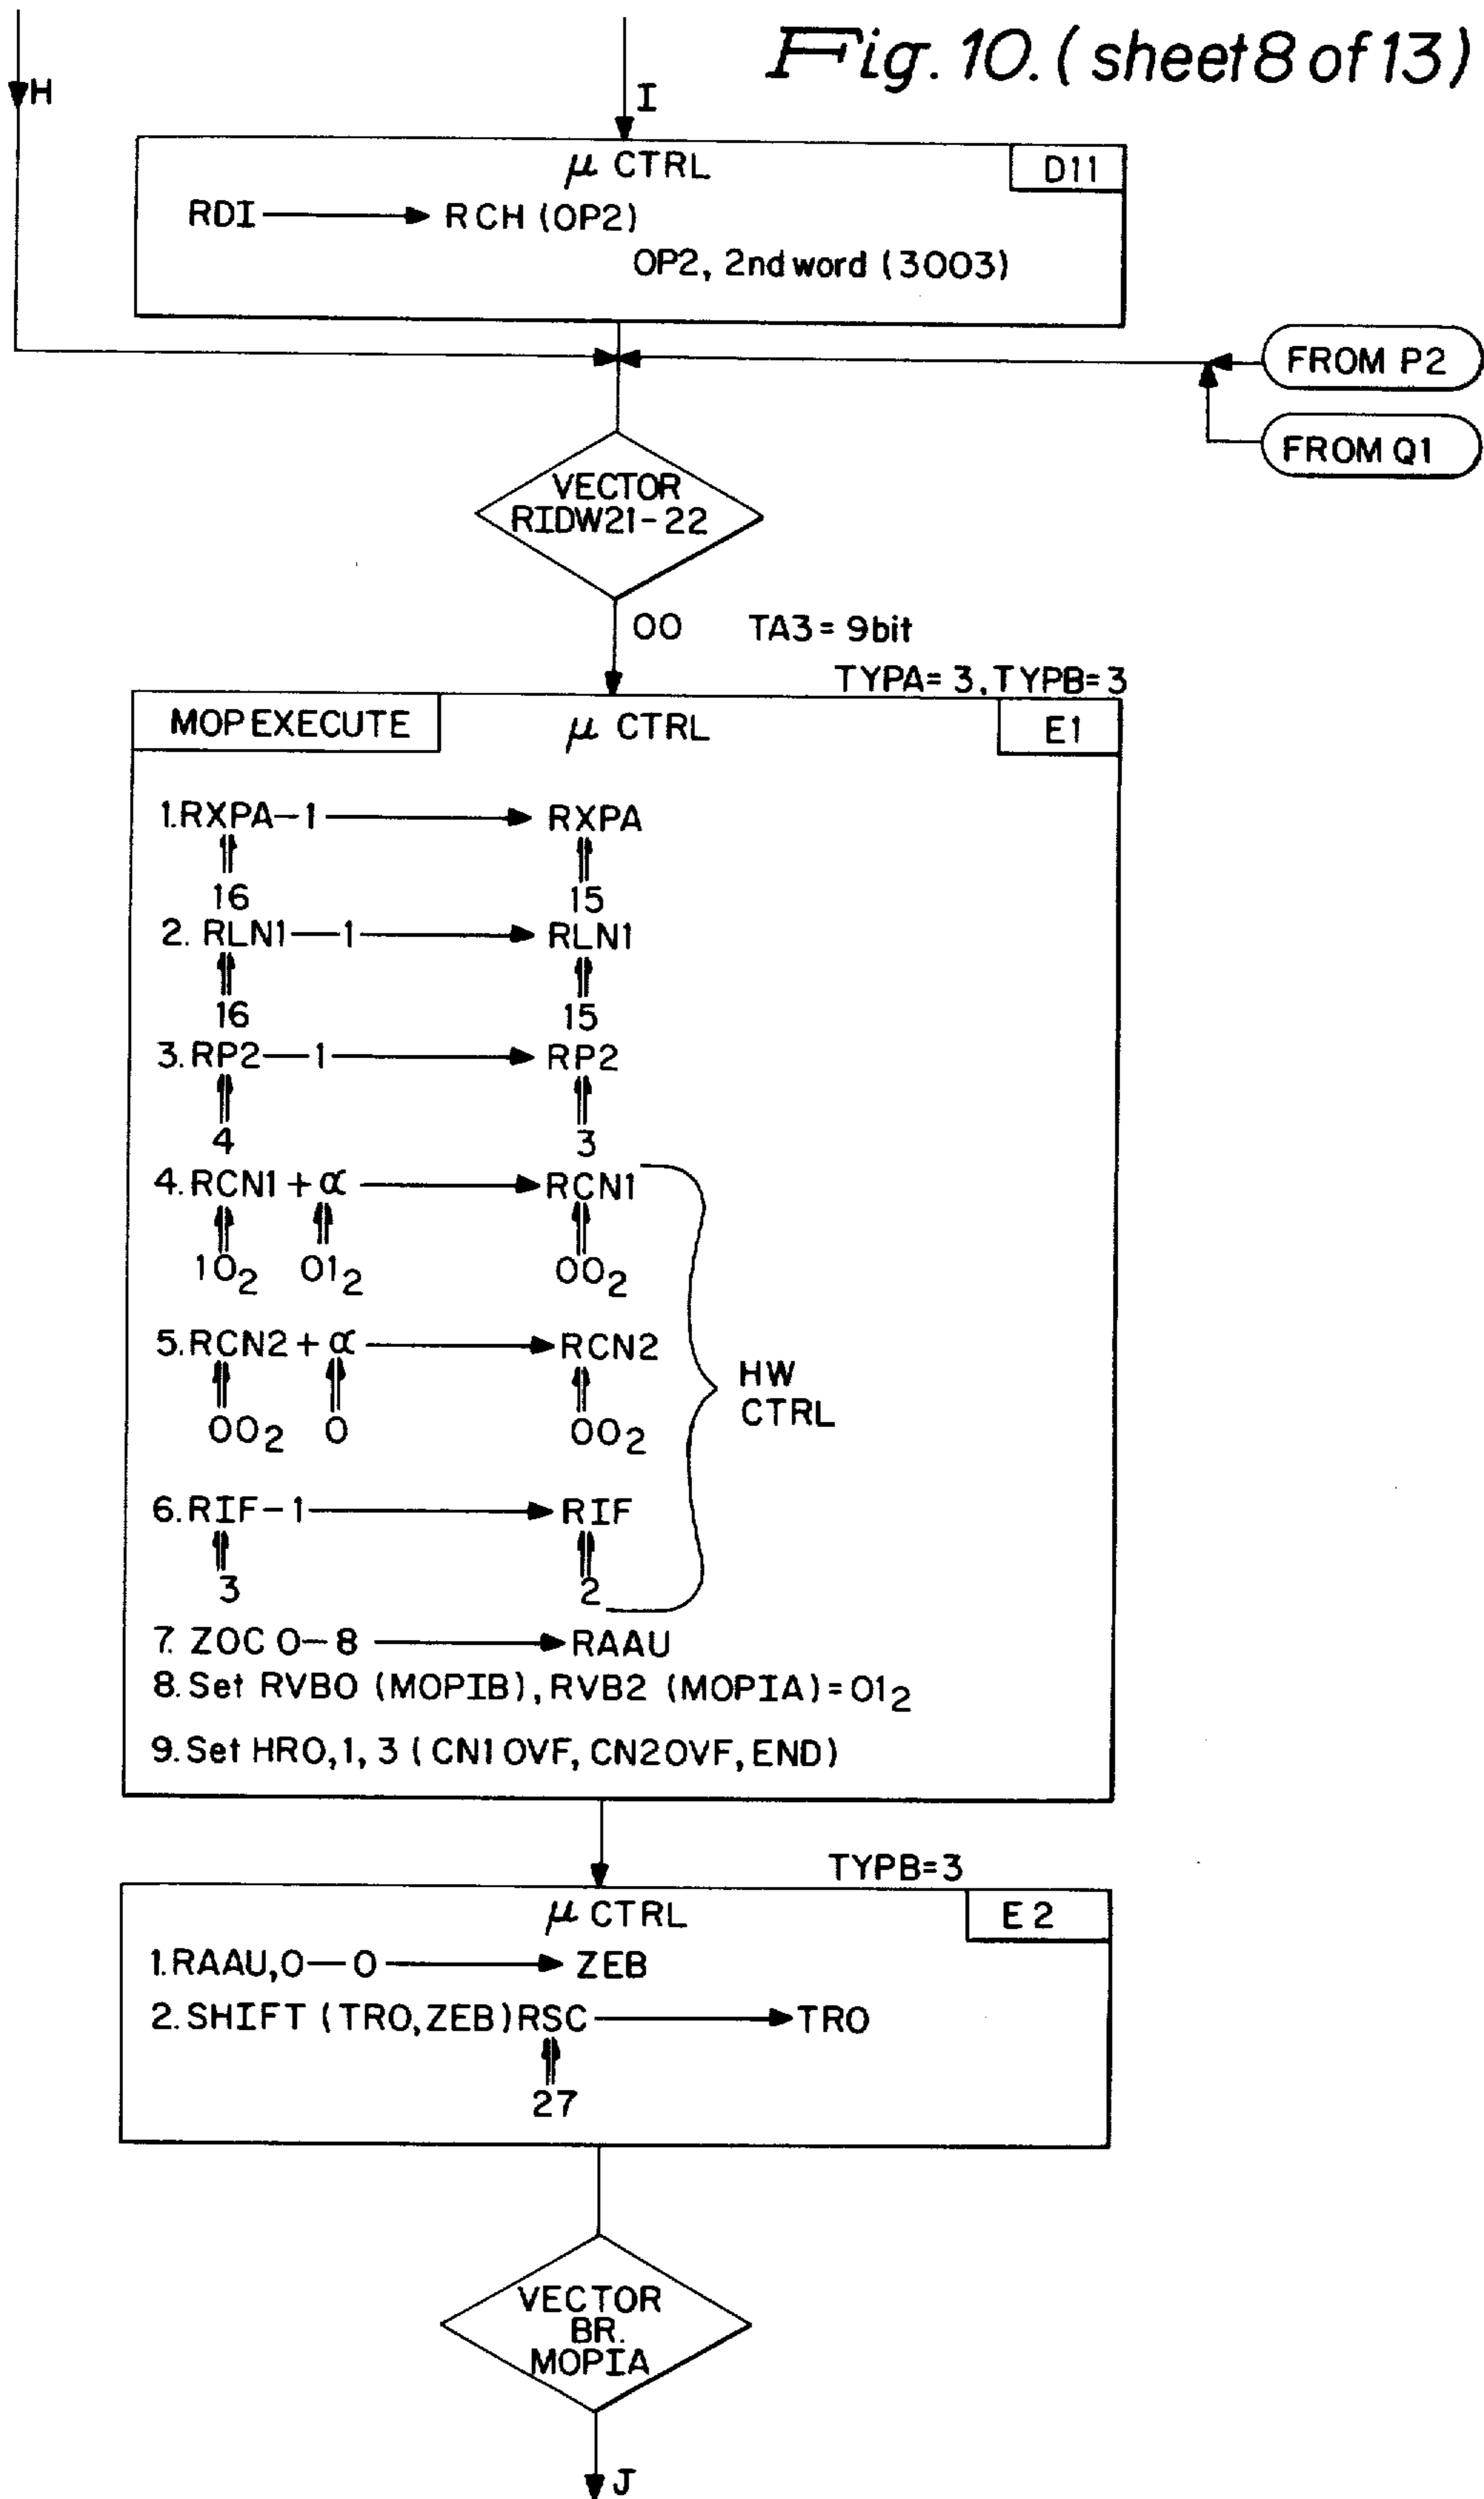 Fig. 10. (sheet 8 of 13)
H
I
μ CTRL
D11
RDI RCH (OP2)
OP2, 2nd word (3003)
FROM P2
FROM Q1
VECTOR
RIDW21-22
00 TA3 = 9bit
TYPA= 3, TYPB=3
MOP EXECUTE μ CTRL E1
1. RXPA-1 RXPA
16 15
2. RLN1-1 RLN1
16 15
3. RP2-1 RP2
4 3
4. RCN1 + α RCN1
10₂ 01₂ 00₂
5. RCN2 + α RCN2
00₂ 0 00₂
HW
CTRL
6. RIF-1 RIF
3 2
7. ZOC 0-8 RAAU
8. Set RVB0 (MOPIB), RVB2 (MOPIA) = 01₂
9. Set HR0, 1, 3 (CN1 OVF, CN2 OVF, END)
TYPB=3
μ CTRL E2
1. RAAU, 0-0 ZEB
2. SHIFT (TRO, ZEB) RSC TRO
27
VECTOR
BR.
MOPIA
J